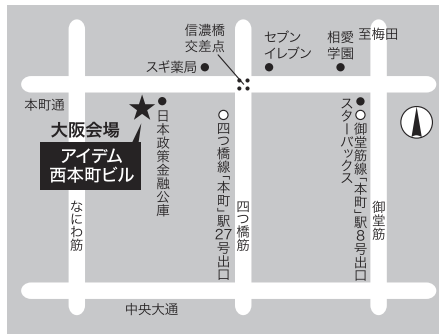 信濃橋
交差点
セブン
イレブン
相愛
学園
至梅田
スギ薬局
本町通
大阪会場
アイデム
西本町ビル
日本政策金融公庫
四つ橋線「本町」駅27号出口
スターバックス
御堂筋線「本町」駅8号出口
なにわ筋
四つ橋筋
御堂筋
中央大通